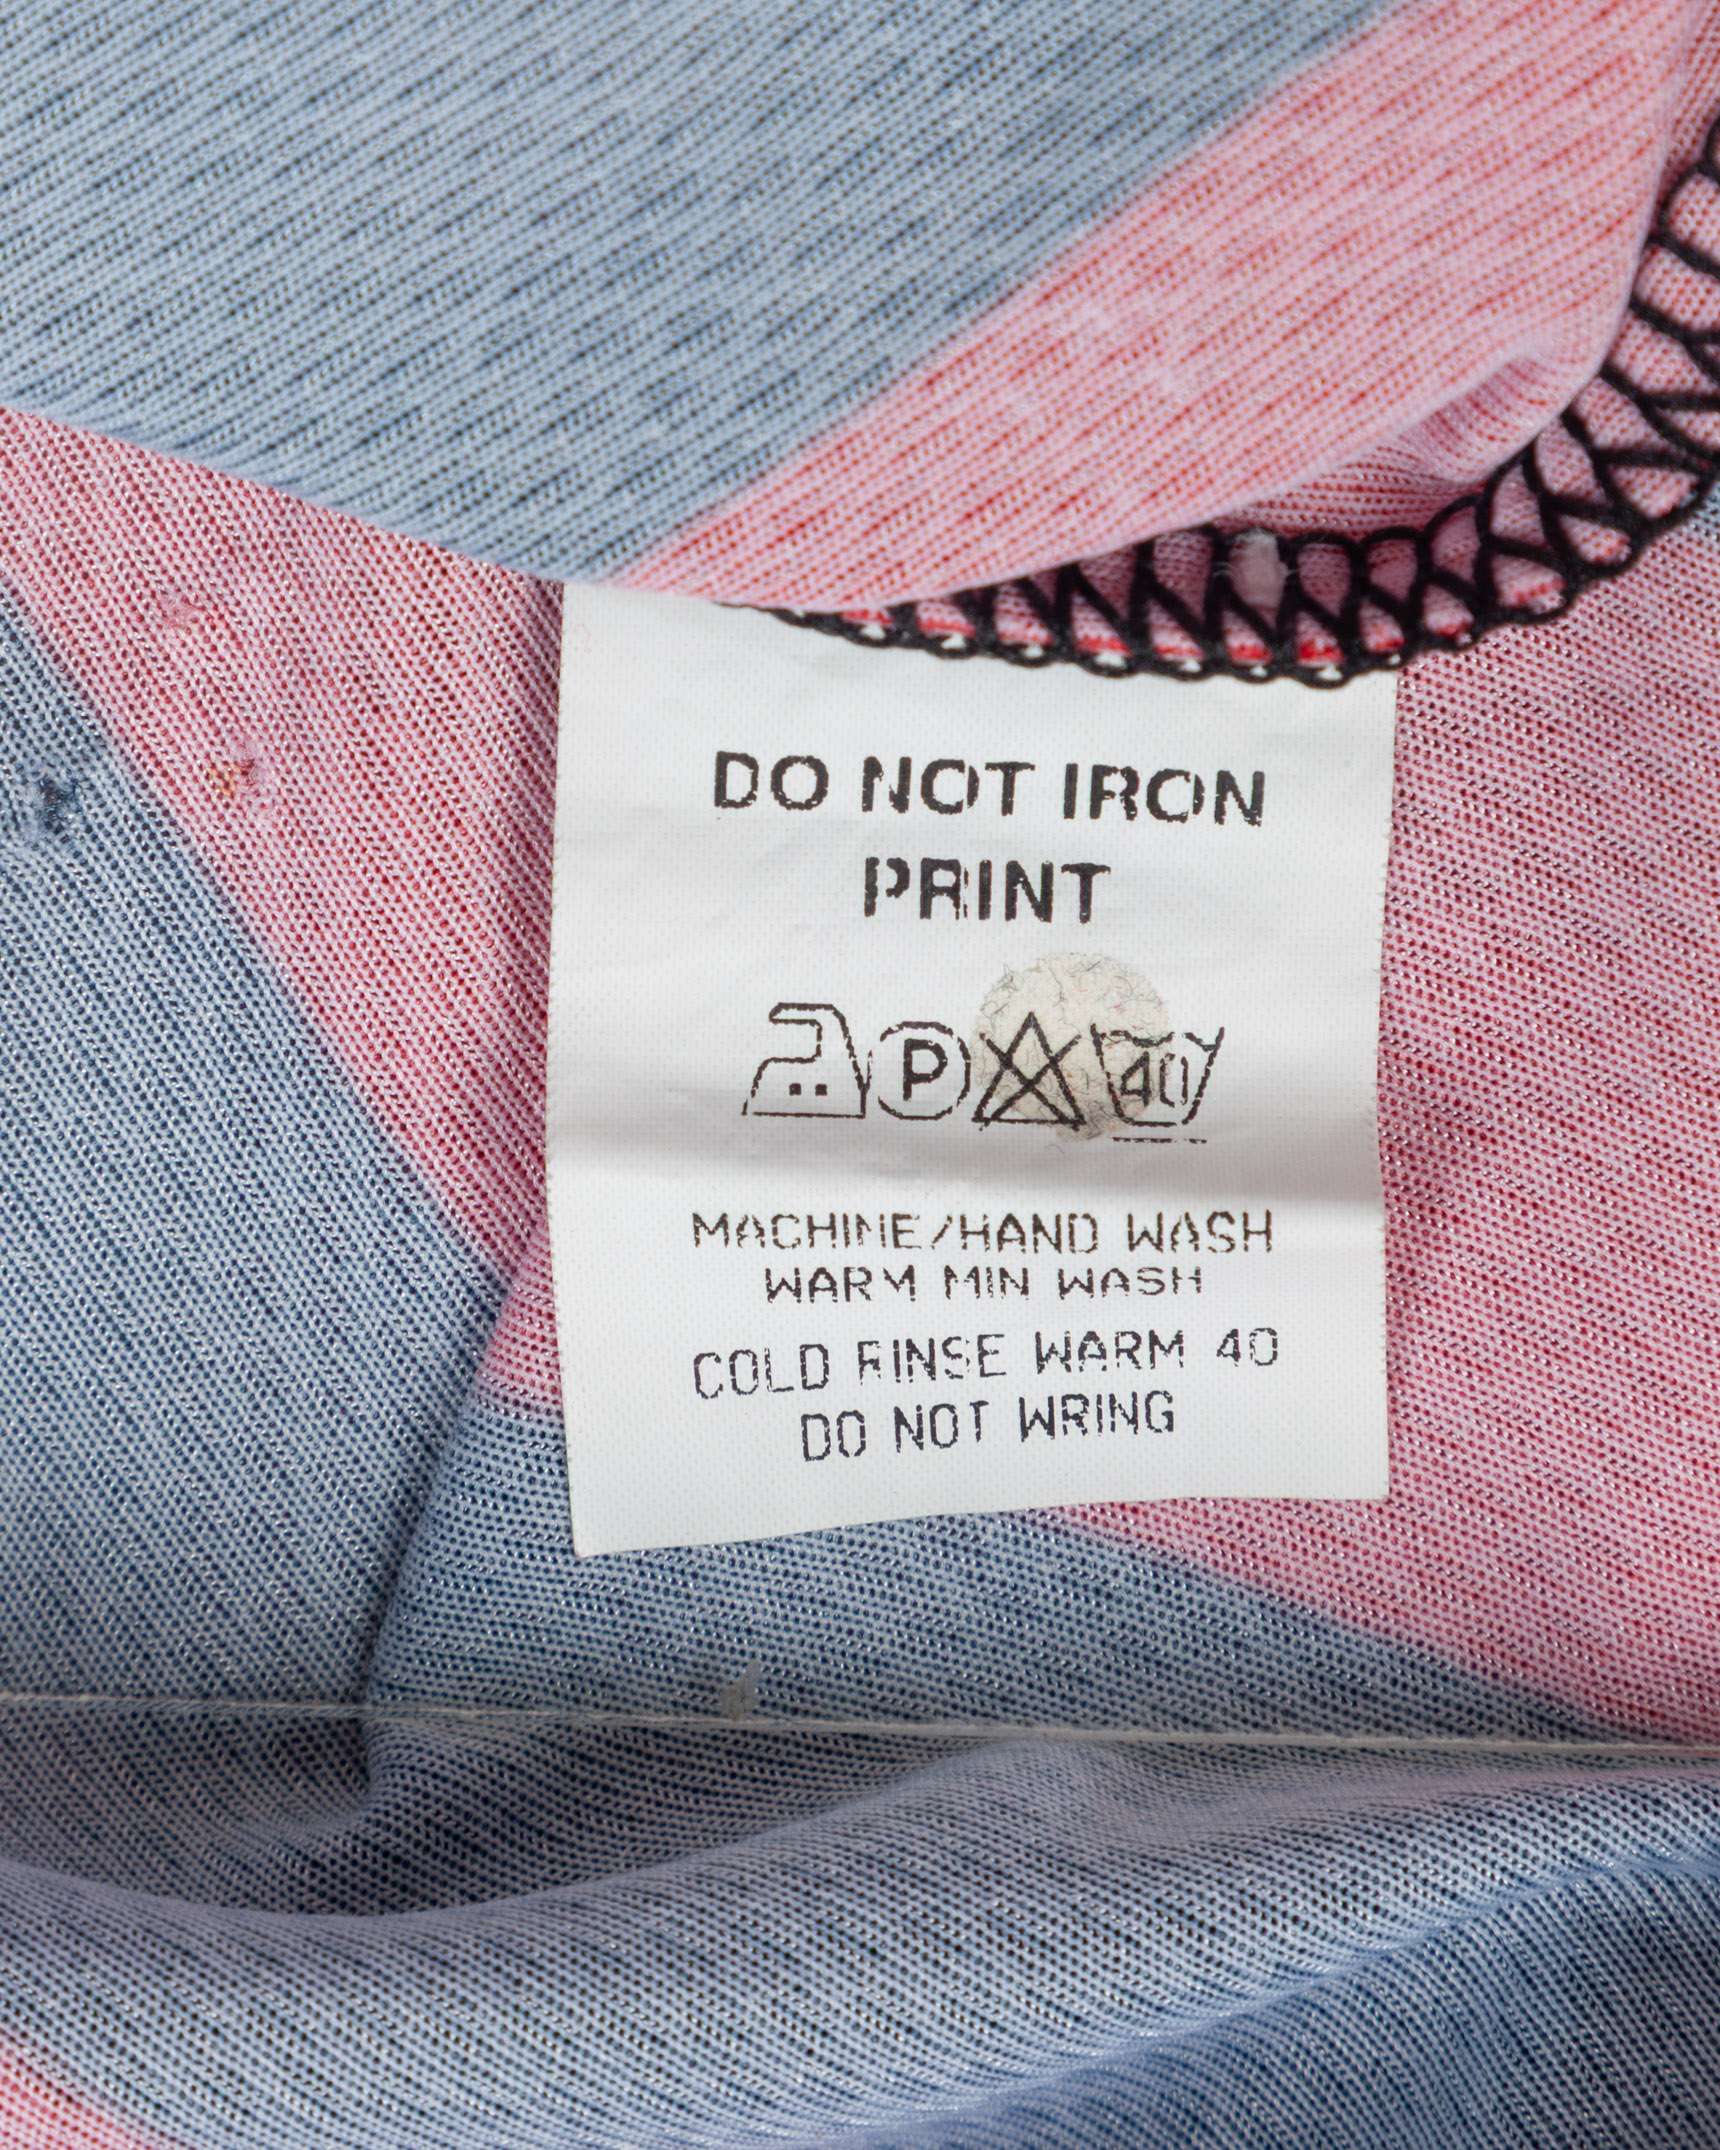 DO NOT IRON
PRINT
P 40
MACHINE/HAND WASH
WARM MIN WASH
COLD RINSE WARM 40
DO NOT WRING